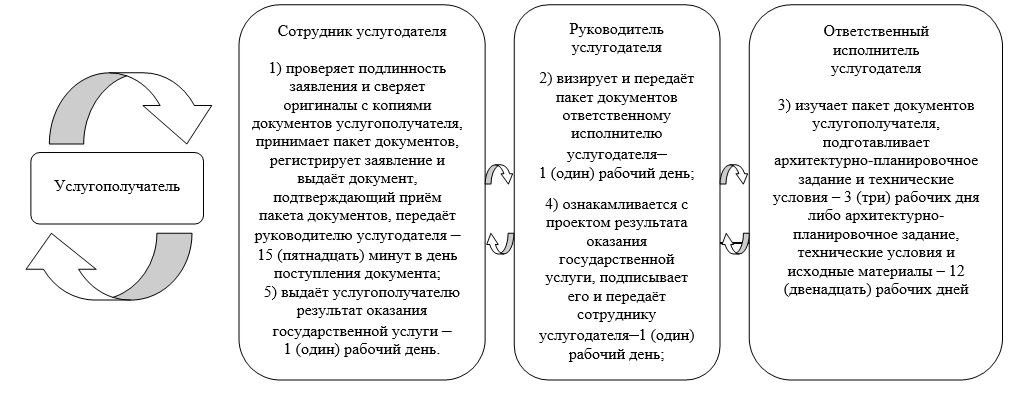 Услугополучатель
Сотрудник услугодателя
1) проверяет подлинность
заявления и сверяет
оригиналы с копиями
документов услугополучателя,
принимает пакет документов,
регистрирует заявление и
выдаёт документ,
подтверждающий приём
пакета документов, передаёт
руководителю услугодателя –
15 (пятнадцать) минут в день
поступления документа;
5) выдаёт услугополучателю
результат оказания
государственной услуги –
1 (один) рабочий день.
Руководитель
услугодателя
2) визирует и передаёт
пакет документов
ответственному
исполнителю
услугодателя–
1 (один) рабочий день;
4) ознакамливается с
проектом результата
оказания
государственной
услуги, подписывает
его и передаёт
сотруднику
услугодателя–1 (один)
рабочий день;
Ответственный
исполнитель
услугодателя
3) изучает пакет документов
услугополучателя,
подготавливает
архитектурно-планировочное
задание и технические
условия – 3 (три) рабочих дня
либо архитектурно-
планировочное задание,
технические условия и
исходные материалы – 12
(двенадцать) рабочих дней